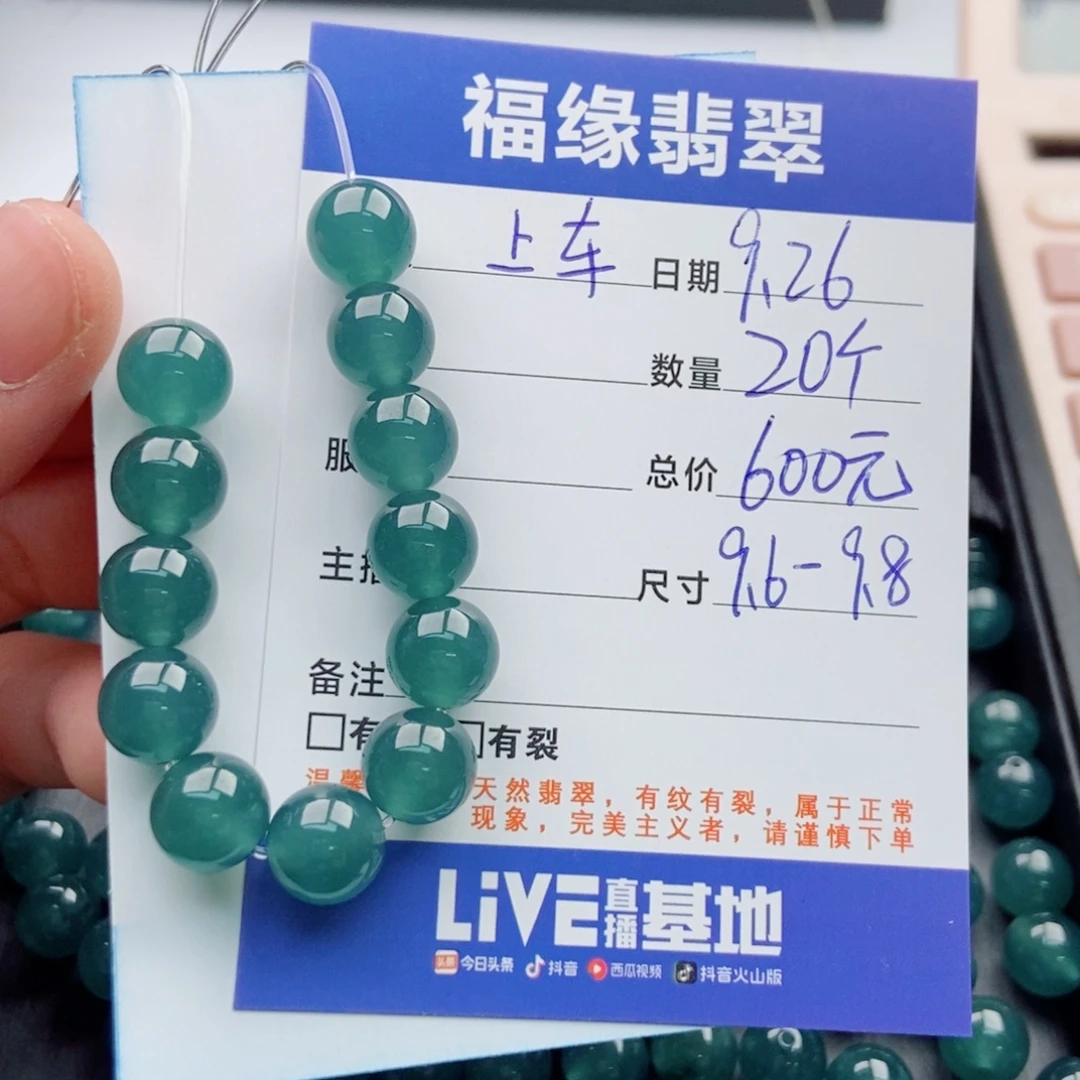 福缘翡翠
上车 日期 9.26
数量 20个
服 总价 600元
主播 尺寸 9.6-9.8
备注
□有 □有裂
温馨 天然翡翠，有纹有裂，属于正常
现象，完美主义者，请谨慎下单
LiVE直播基地
头条 今日头条 抖音 西瓜视频 抖音火山版